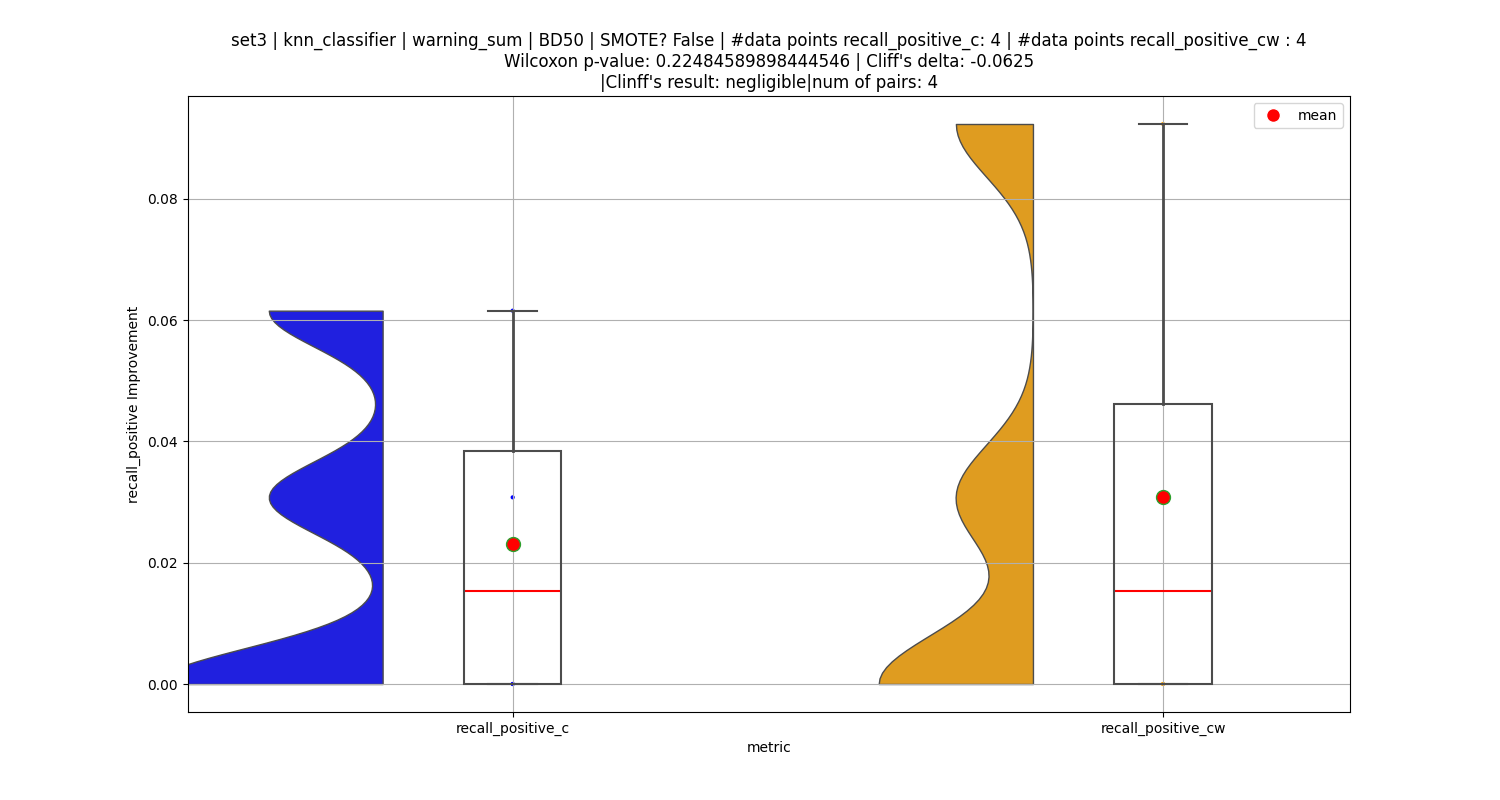 set3 | knn_classifier | warning_sum | BD50 | SMOTE? False | #data points recall_positive_c: 4 | #data points recall_positive_cw : 4
Wilcoxon p-value: 0.22484589898444546 | Cliff's delta: -0.0625
|Clinff's result: negligible|num of pairs: 4
mean
0.08
0.06
0.04
0.02
0.00
recall_positive Improvement
recall_positive_c
recall_positive_cw
metric